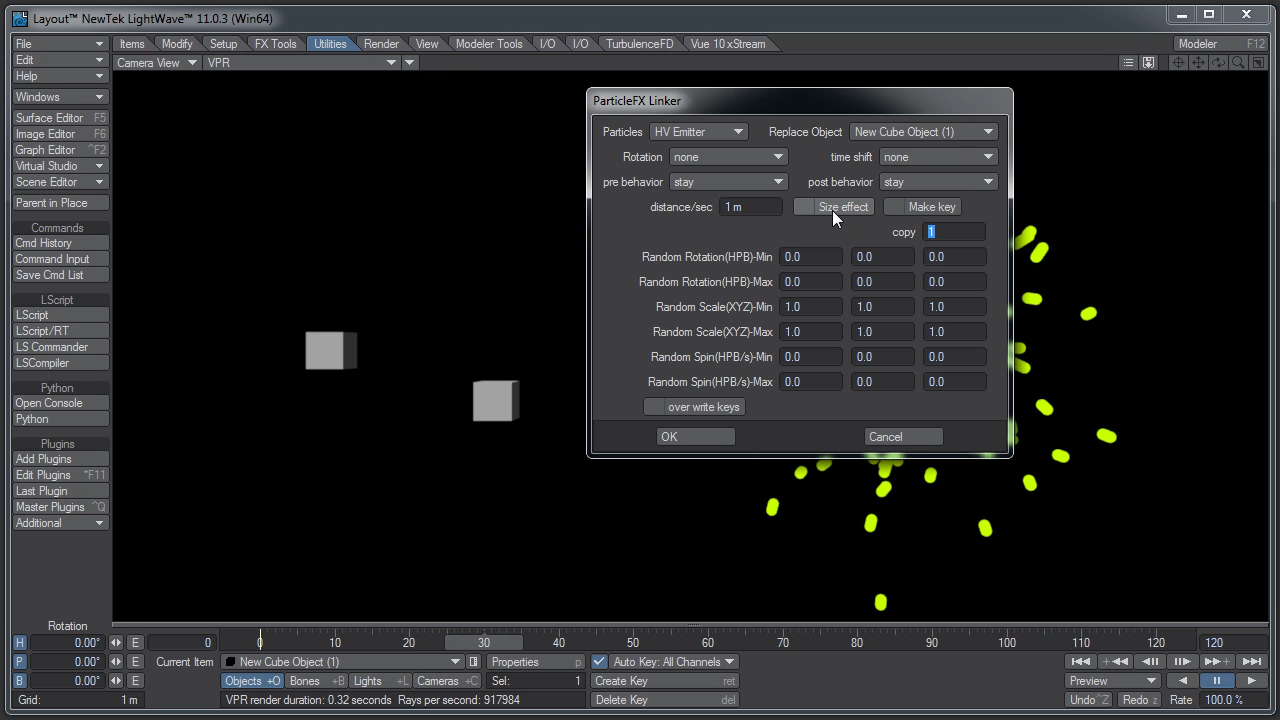 Layout™ NewTek LightWave™ 11.0.3 (Win64)
File Items Modify Setup FX Tools Utilities Render View Modeler Tools I/O I/O TurbulenceFD Vue 10 xStream Modeler F12
Edit Camera View VPR
Help
Windows
Surface Editor F5
Image Editor F6
Graph Editor ^F2
Virtual Studio
Scene Editor
Parent in Place
Commands
Cmd History
Command Input
Save Cmd List
LScript
LScript
LScript/RT
LS Commander
LSCompiler
Python
Open Console
Python
Plugins
Add Plugins
Edit Plugins ^F11
Last Plugin
Master Plugins ^Q
Additional
ParticleFX Linker
Particles HV Emitter Replace Object New Cube Object (1)
Rotation none time shift none
pre behavior stay post behavior stay
distance/sec 1 m Size effect Make key
copy 1
Random Rotation(HPB)-Min 0.0 0.0 0.0
Random Rotation(HPB)-Max 0.0 0.0 0.0
Random Scale(XYZ)-Min 1.0 1.0 1.0
Random Scale(XYZ)-Max 1.0 1.0 1.0
Random Spin(HPB/s)-Min 0.0 0.0 0.0
Random Spin(HPB/s)-Max 0.0 0.0 0.0
over write keys
OK Cancel
Rotation
H 0.00° E 0 0 10 20 30 40 50 60 70 80 90 100 110 120 120
P 0.00° E Current Item New Cube Object (1) Properties p Auto Key: All Channels
B 0.00° E Objects +O Bones +B Lights +L Cameras +C Sel: 1 Create Key ret Preview
Grid: 1 m VPR render duration: 0.32 seconds Rays per second: 917984 Delete Key del Undo ^Z Redo z Rate 100.0 %